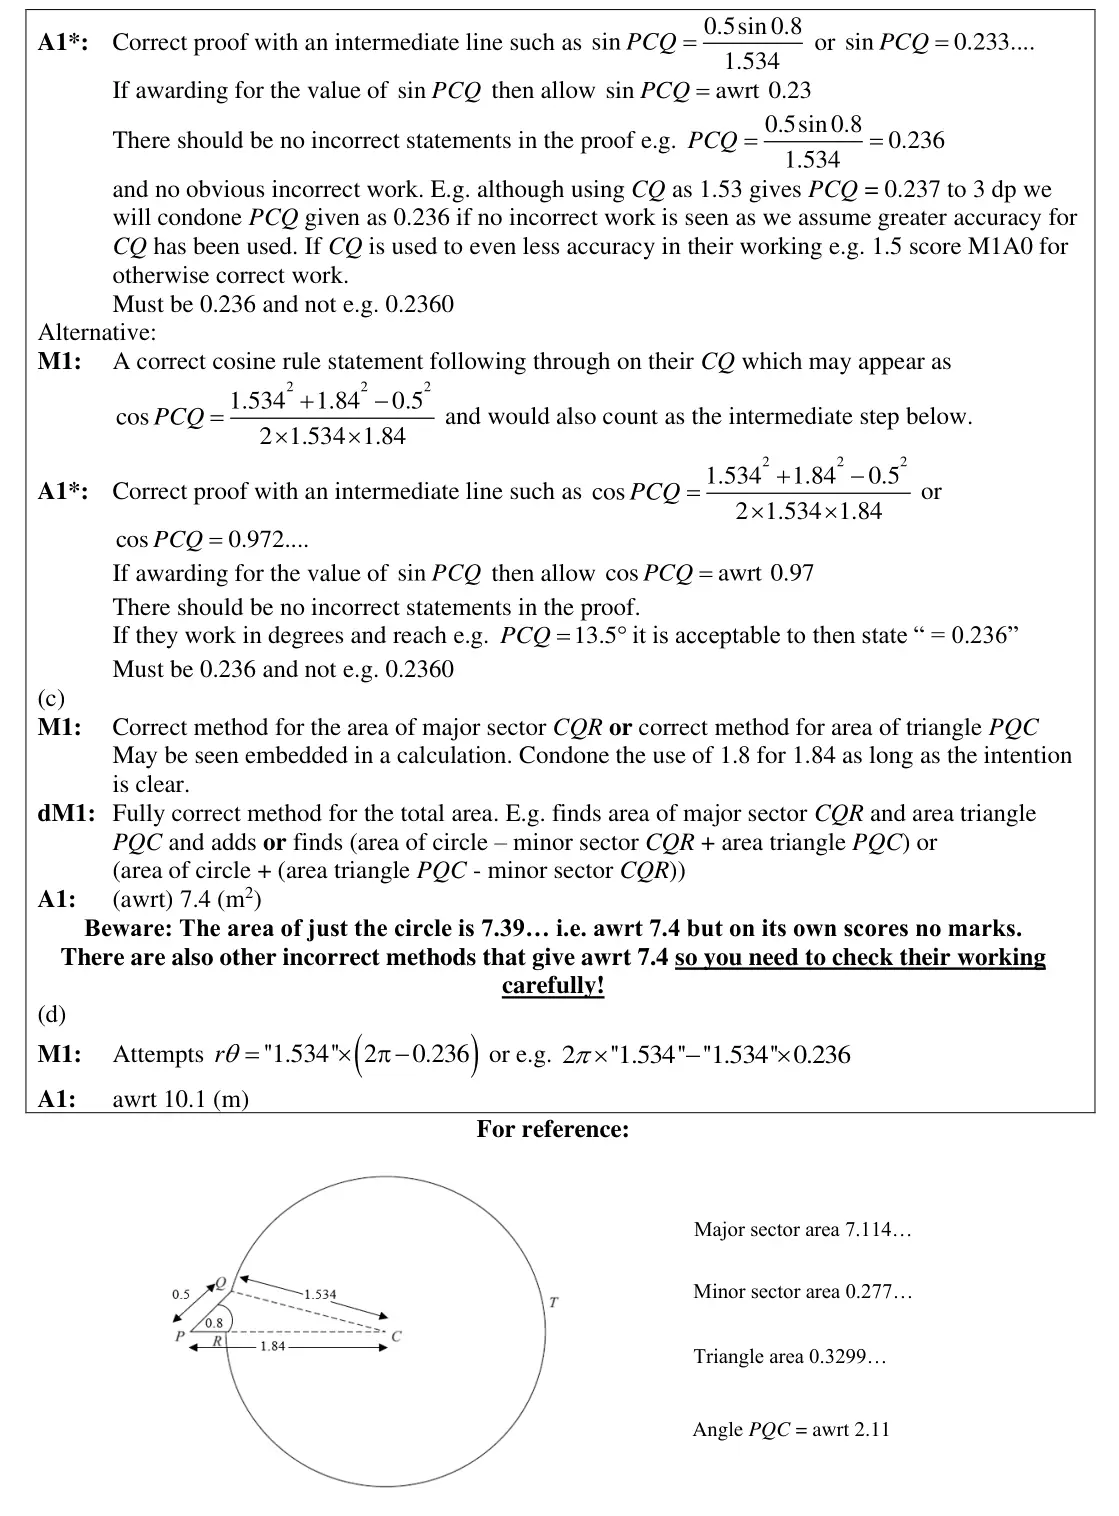 A1*: Correct proof with an intermediate line such as sin PCQ = 0.5 sin 0.8 / 1.534 or sin PCQ = 0.233....
If awarding for the value of sin PCQ then allow sin PCQ = awrt 0.23
There should be no incorrect statements in the proof e.g. PCQ = 0.5 sin 0.8 / 1.534 = 0.236
and no obvious incorrect work. E.g. although using CQ as 1.53 gives PCQ = 0.237 to 3 dp we
will condone PCQ given as 0.236 if no incorrect work is seen as we assume greater accuracy for
CQ has been used. If CQ is used to even less accuracy in their working e.g. 1.5 score M1A0 for
otherwise correct work.
Must be 0.236 and not e.g. 0.2360
Alternative:
M1: A correct cosine rule statement following through on their CQ which may appear as
cos PCQ = (1.534² + 1.84² − 0.5²) / (2×1.534×1.84) and would also count as the intermediate step below.
A1*: Correct proof with an intermediate line such as cos PCQ = (1.534² + 1.84² − 0.5²) / (2×1.534×1.84) or
cos PCQ = 0.972....
If awarding for the value of sin PCQ then allow cos PCQ = awrt 0.97
There should be no incorrect statements in the proof.
If they work in degrees and reach e.g. PCQ = 13.5° it is acceptable to then state “ = 0.236”
Must be 0.236 and not e.g. 0.2360
(c)
M1: Correct method for the area of major sector CQR or correct method for area of triangle PQC
May be seen embedded in a calculation. Condone the use of 1.8 for 1.84 as long as the intention
is clear.
dM1: Fully correct method for the total area. E.g. finds area of major sector CQR and area triangle
PQC and adds or finds (area of circle – minor sector CQR + area triangle PQC) or
(area of circle + (area triangle PQC - minor sector CQR))
A1: (awrt) 7.4 (m²)
Beware: The area of just the circle is 7.39… i.e. awrt 7.4 but on its own scores no marks.
There are also other incorrect methods that give awrt 7.4 so you need to check their working
carefully!
(d)
M1: Attempts rθ = "1.534"×(2π − 0.236) or e.g. 2π×"1.534"−"1.534"×0.236
A1: awrt 10.1 (m)
For reference:
Major sector area 7.114…
Q
0.5
1.534
Minor sector area 0.277…
T
0.8
P
R
C
1.84
Triangle area 0.3299…
Angle PQC = awrt 2.11